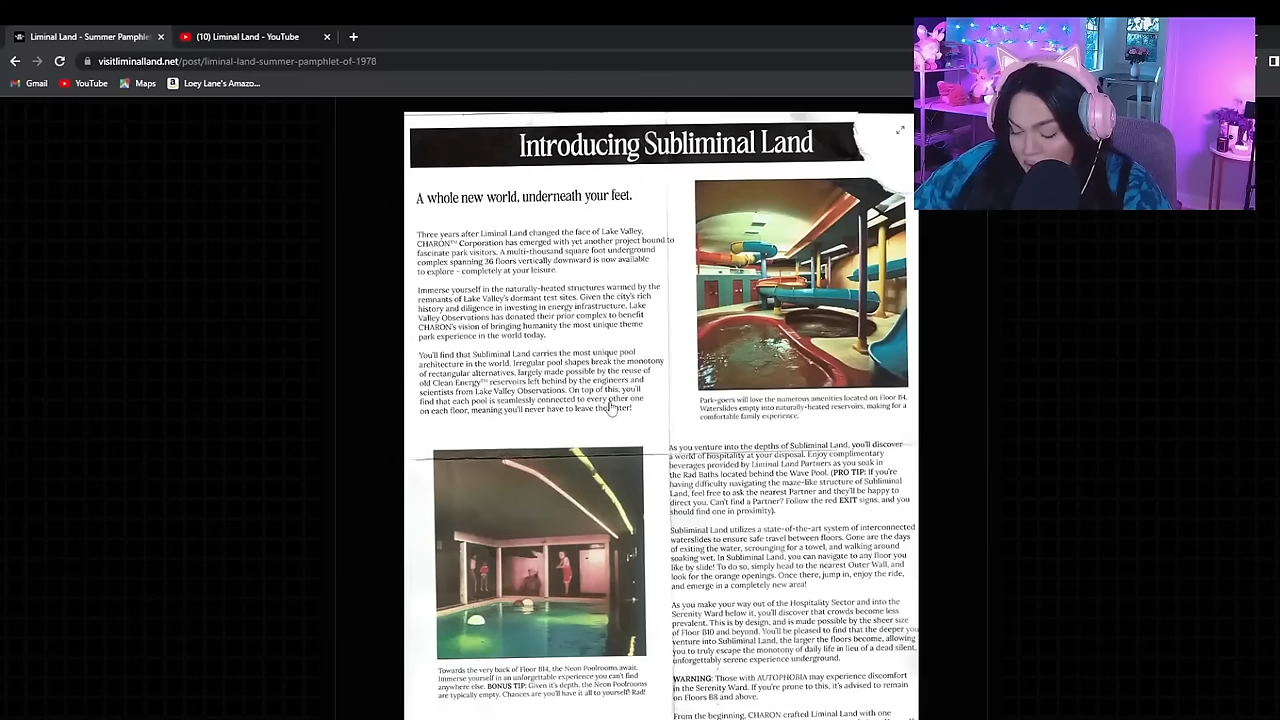 Liminal Land - Summer Pamphle
(10) Liminal Land - YouTube
visitliminalland.net/post/liminal-land-summer-pamphlet-of-1978
Gmail
YouTube
Maps
Loey Lane's Amazo...
Introducing Subliminal Land
A whole new world, underneath your feet.
Three years after Liminal Land changed the face of Lake Valley,
CHARON™ Corporation has emerged with yet another project bound to
fascinate park visitors. A multi-thousand square foot underground
complex spanning 36 floors vertically downward is now available
to explore - completely at your leisure.
Immerse yourself in the naturally-heated structures warmed by the
remnants of Lake Valley's dormant test sites. Given the city's rich
history and diligence in investing in energy infrastructure, Lake
Valley Observations has donated their prior complex to benefit
CHARON's vision of bringing humanity the most unique theme
park experience in the world today.
You'll find that Subliminal Land carries the most unique pool
architecture in the world. Irregular pool shapes break the monotony
of rectangular alternatives, largely made possible by the reuse of
old Clean Energy™ reservoirs left behind by the engineers and
scientists from Lake Valley Observations. On top of this, you'll
find that each pool is seamlessly connected to every other one
on each floor, meaning you'll never have to leave the water!
Park-goers will love the numerous amenities located on Floor B4.
Waterslides empty into naturally-heated reservoirs, making for a
comfortable family experience.
As you venture into the depths of Subliminal Land, you'll discover
a world of hospitality at your disposal. Enjoy complimentary
beverages provided by Liminal Land Partners as you soak in
the Rad Baths located behind the Wave Pool. (PRO TIP: If you're
having difficulty navigating the maze-like structure of Subliminal
Land, feel free to ask the nearest Partner and they'll be happy to
direct you. Can't find a Partner? Follow the red EXIT signs, and you
should find one in proximity).
Subliminal Land utilizes a state-of-the-art system of interconnected
waterslides to ensure safe travel between floors. Gone are the days
of exiting the water, scrounging for a towel, and walking around
soaking wet. In Subliminal Land, you can navigate to any floor you
like by slide! To do so, simply head to the nearest Outer Wall, and
look for the orange openings. Once there, jump in, enjoy the ride,
and emerge in a completely new area!
As you make your way out of the Hospitality Sector and into the
Serenity Ward below it, you'll discover that crowds become less
prevalent. This is by design, and is made possible by the sheer size
of Floor B10 and beyond. You'll be pleased to find that the deeper you
venture into Subliminal Land, the larger the floors become, allowing
you to truly escape the monotony of daily life in lieu of a dead silent,
unforgettably serene experience underground.
WARNING: Those with AUTOPHOBIA may experience discomfort
in the Serenity Ward. If you're prone to this, it's advised to remain
on Floors B8 and above.
From the beginning, CHARON crafted Liminal Land with one
Towards the very back of Floor B14, the Neon Poolrooms await.
Immerse yourself in an unforgettable experience you can't find
anywhere else. BONUS TIP: Given it's depth, the Neon Poolrooms
are typically empty. Chances are you'll have it all to yourself! Rad!